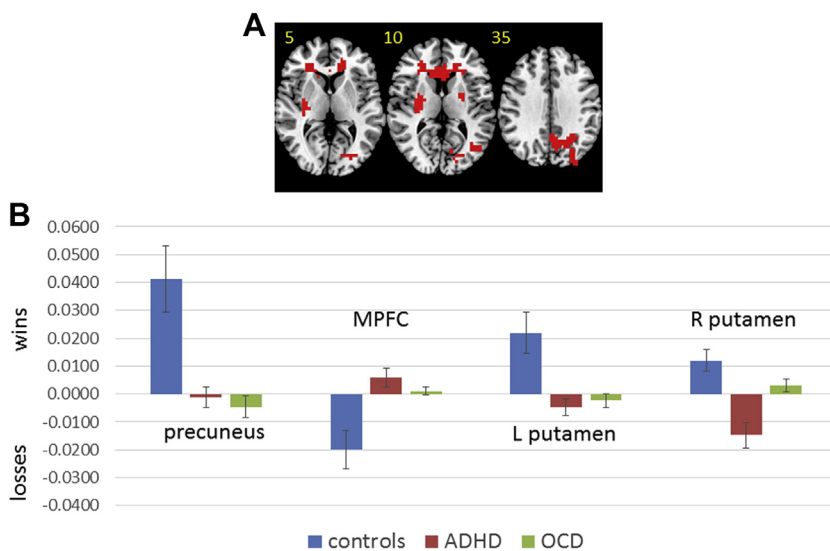 A
5 10 35
B
0.0600
0.0500
0.0400
0.0300
0.0200
0.0100
0.0000
-0.0100
-0.0200
-0.0300
-0.0400
wins
losses
MPFC
R putamen
precuneus
L putamen
controls ADHD OCD